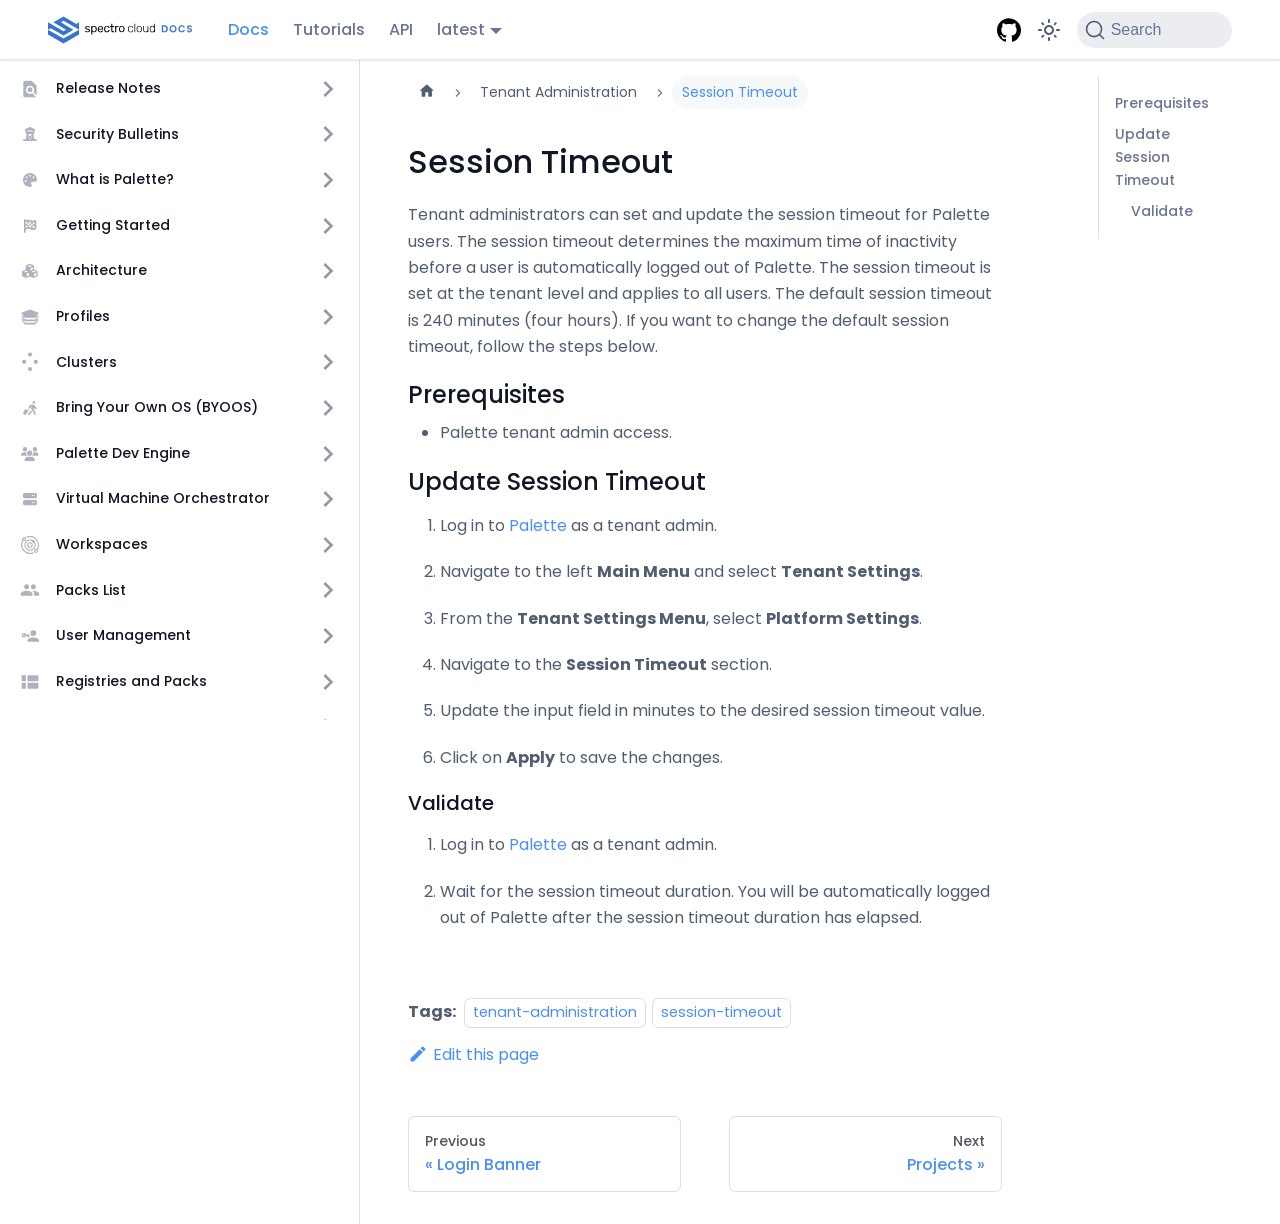 spectro cloud DOCS
Docs
Tutorials
API
latest
Search
Release Notes
Security Bulletins
What is Palette?
Getting Started
Architecture
Profiles
Clusters
Bring Your Own OS (BYOOS)
Palette Dev Engine
Virtual Machine Orchestrator
Workspaces
Packs List
User Management
Registries and Packs
Tenant Administration
Session Timeout
Session Timeout
Tenant administrators can set and update the session timeout for Palette
users. The session timeout determines the maximum time of inactivity
before a user is automatically logged out of Palette. The session timeout is
set at the tenant level and applies to all users. The default session timeout
is 240 minutes (four hours). If you want to change the default session
timeout, follow the steps below.
Prerequisites
• Palette tenant admin access.
Update Session Timeout
1. Log in to Palette as a tenant admin.
2. Navigate to the left Main Menu and select Tenant Settings.
3. From the Tenant Settings Menu, select Platform Settings.
4. Navigate to the Session Timeout section.
5. Update the input field in minutes to the desired session timeout value.
6. Click on Apply to save the changes.
Validate
1. Log in to Palette as a tenant admin.
2. Wait for the session timeout duration. You will be automatically logged
out of Palette after the session timeout duration has elapsed.
Tags: tenant-administration session-timeout
Edit this page
Previous
« Login Banner
Next
Projects »
Prerequisites
Update
Session
Timeout
Validate